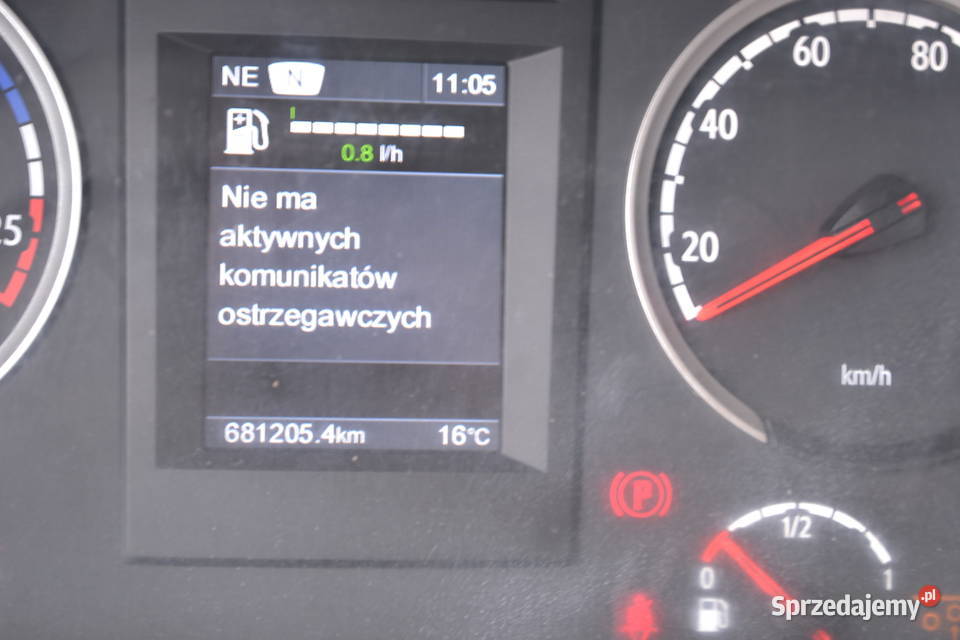 NE N 11:05
0.8 l/h
Nie ma
aktywnych
komunikatów
ostrzegawczych
681205.4km 16°C
25
20
40
60
80
km/h
P
0 1/2 1
Sprzedajemy.pl